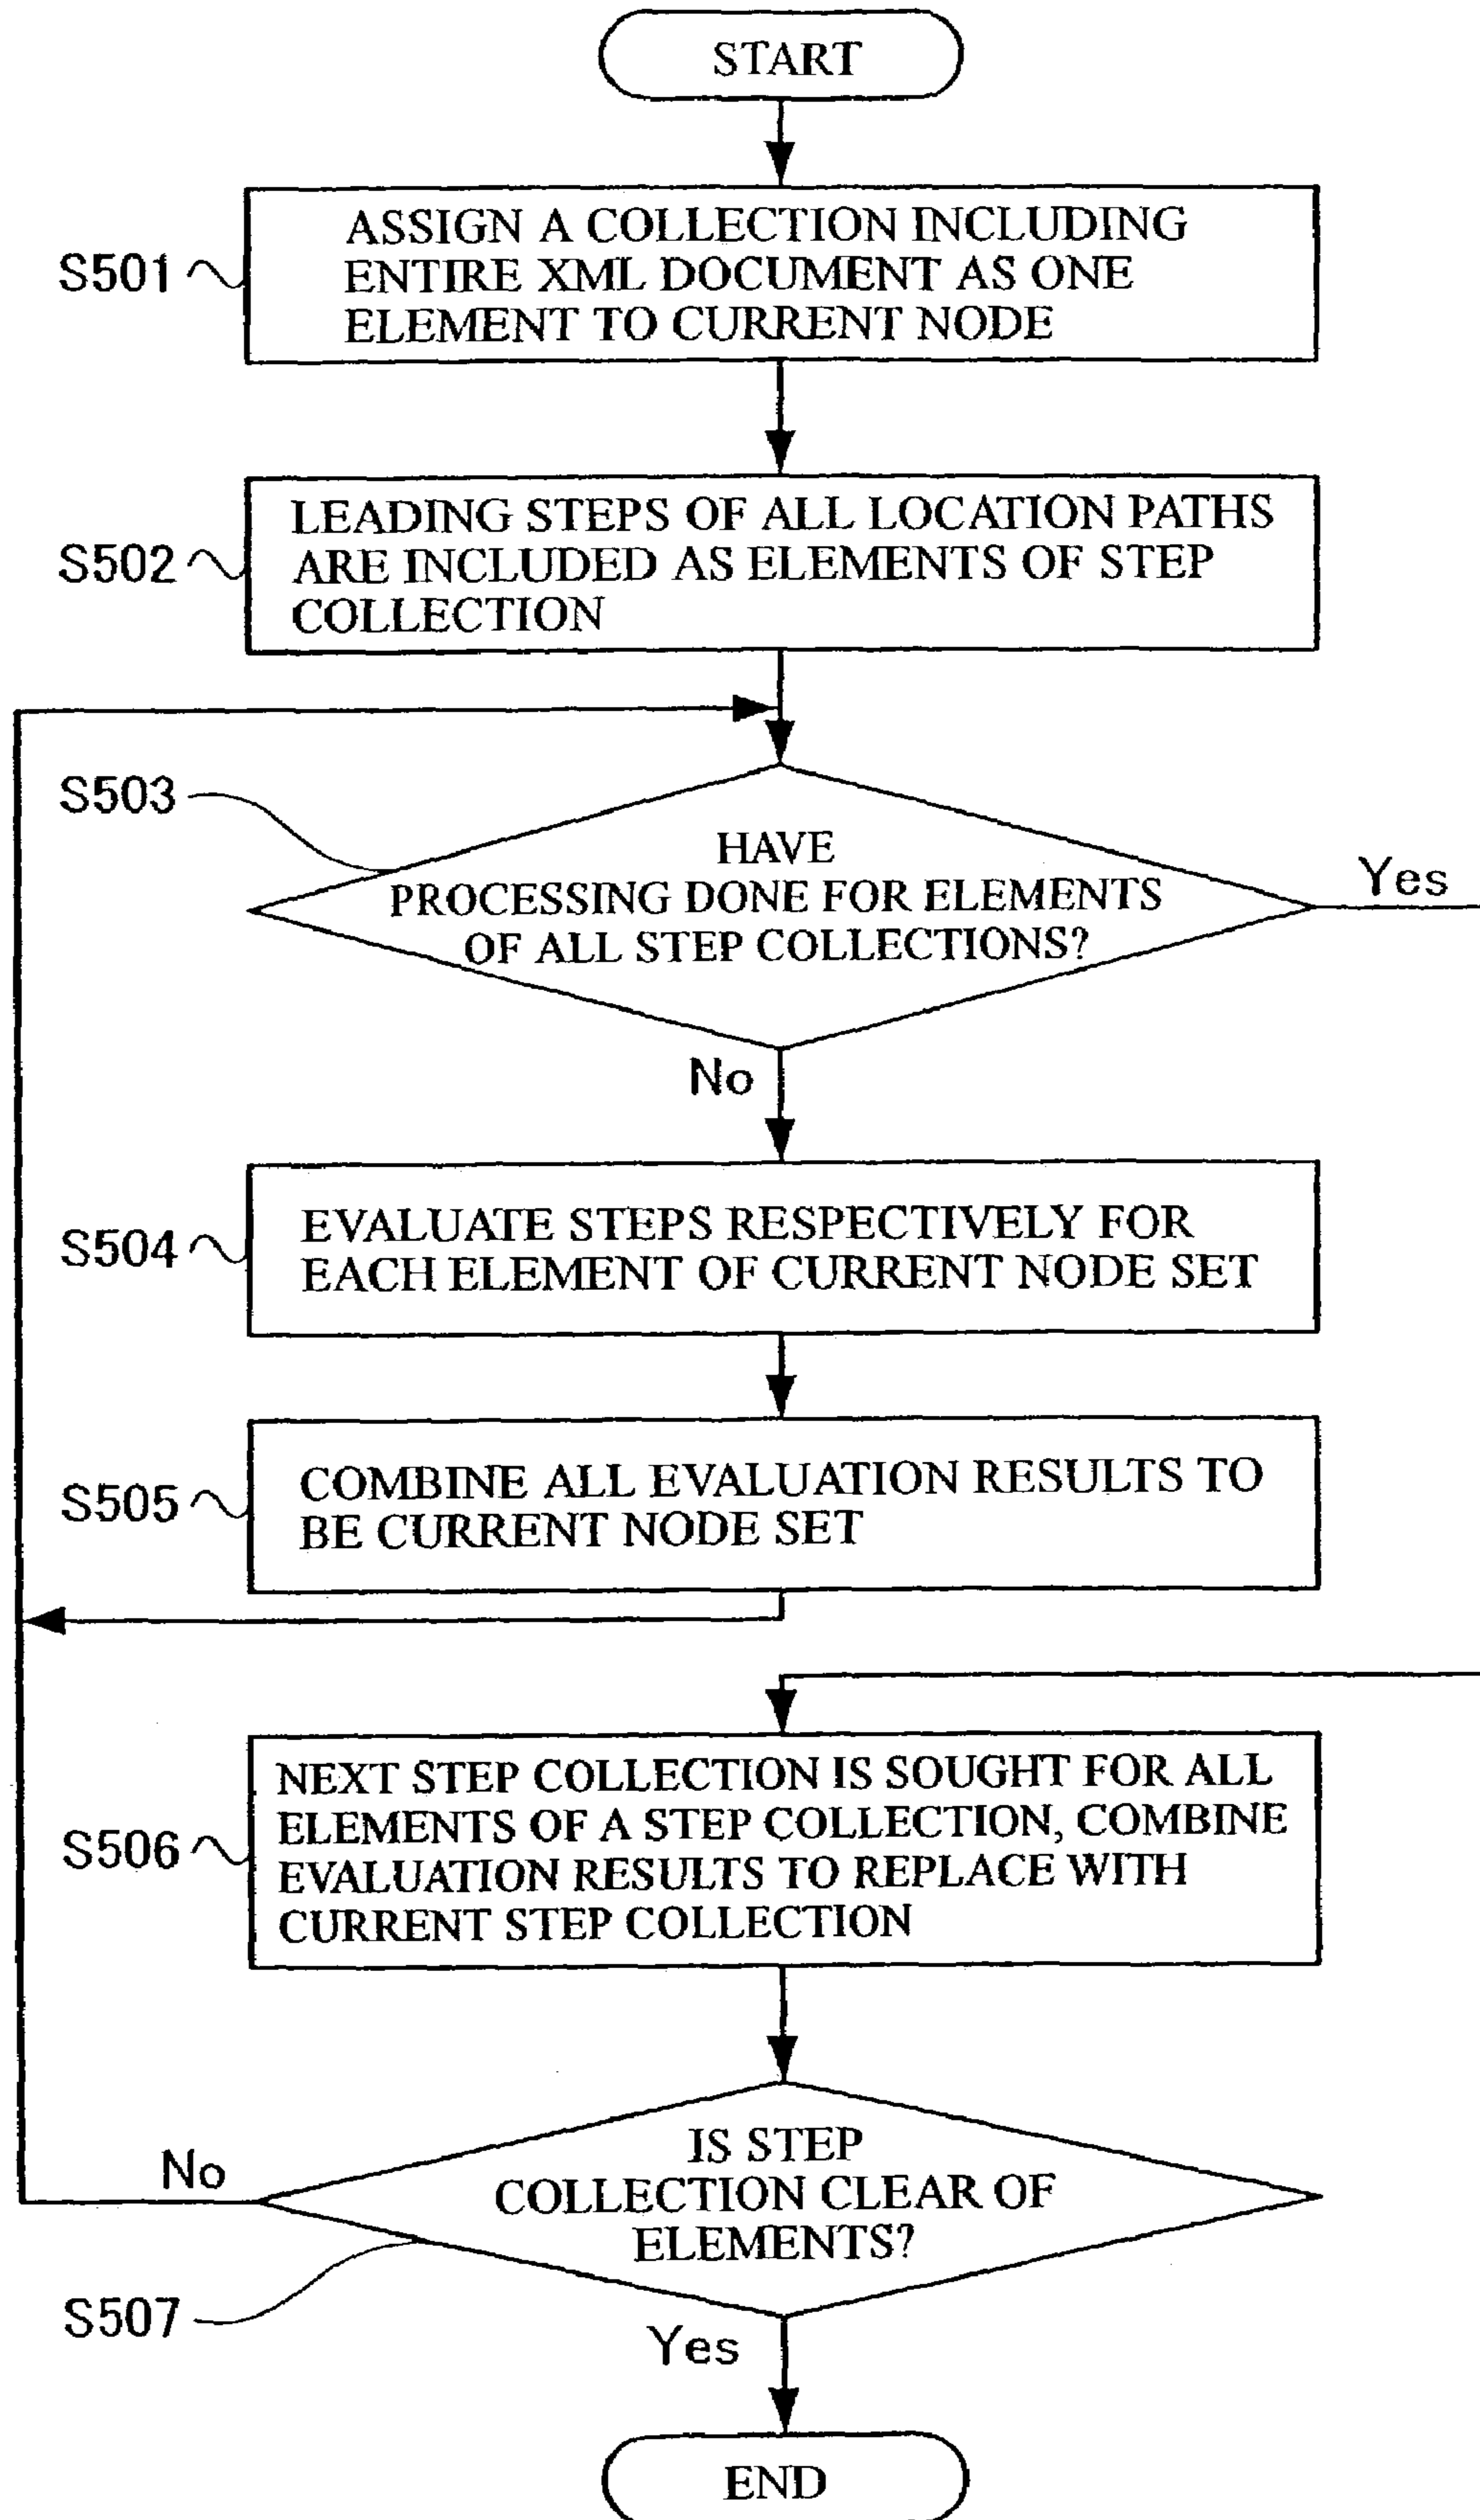 START
S501
ASSIGN A COLLECTION INCLUDING
ENTIRE XML DOCUMENT AS ONE
ELEMENT TO CURRENT NODE
S502
LEADING STEPS OF ALL LOCATION PATHS
ARE INCLUDED AS ELEMENTS OF STEP
COLLECTION
S503
HAVE
PROCESSING DONE FOR ELEMENTS
OF ALL STEP COLLECTIONS?
Yes
No
S504
EVALUATE STEPS RESPECTIVELY FOR
EACH ELEMENT OF CURRENT NODE SET
S505
COMBINE ALL EVALUATION RESULTS TO
BE CURRENT NODE SET
S506
NEXT STEP COLLECTION IS SOUGHT FOR ALL
ELEMENTS OF A STEP COLLECTION, COMBINE
EVALUATION RESULTS TO REPLACE WITH
CURRENT STEP COLLECTION
No
IS STEP
COLLECTION CLEAR OF
ELEMENTS?
S507
Yes
END